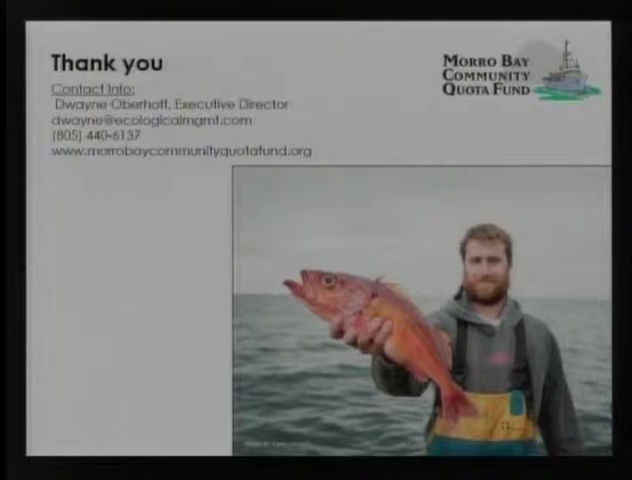 Thank you
MORRO BAY
COMMUNITY
QUOTA FUND
Contact Info:
Dwayne Oberhoff, Executive Director
dwayne@ecologicalmgmt.com
(805) 440-6137
www.morrobaycommunityquotafund.org